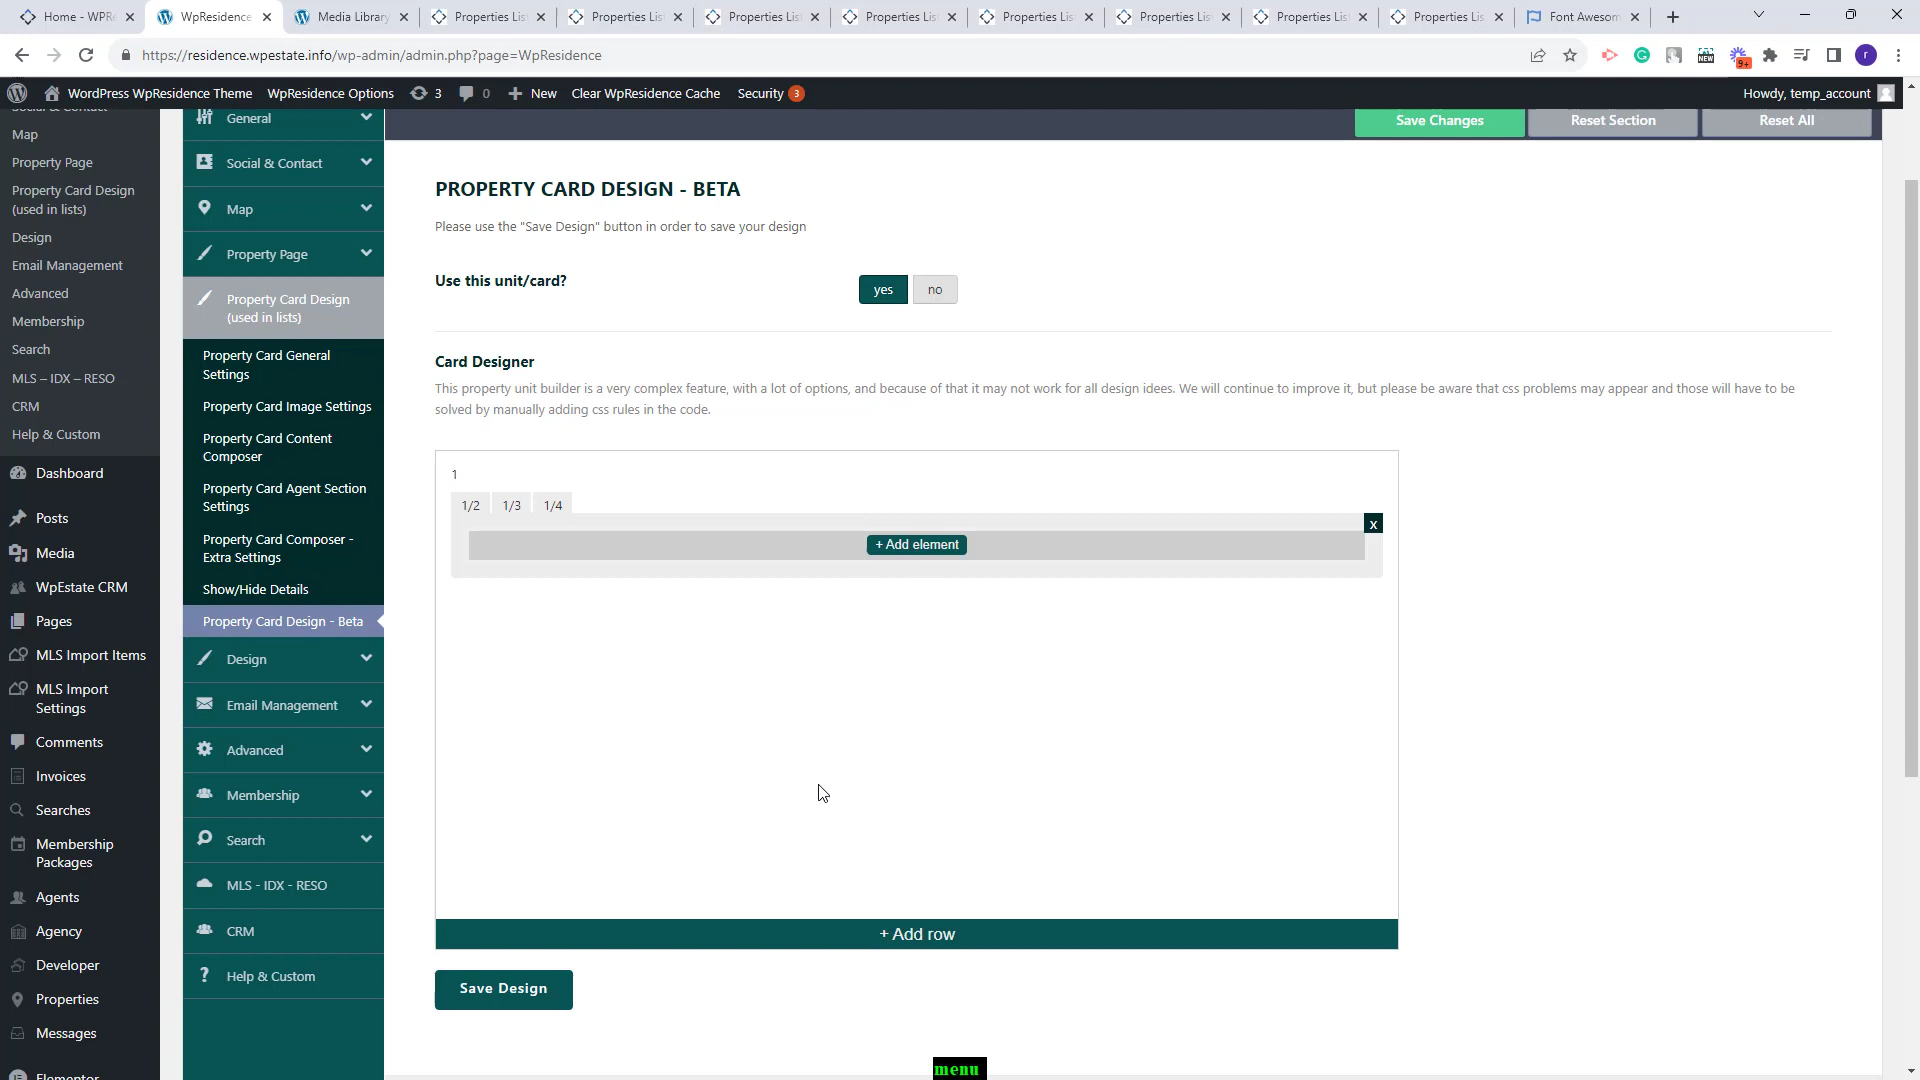 Home - WPR
WpResidence
Media Library
Properties Lis
Properties Lis
Properties Lis
Properties Lis
Properties Lis
Properties Lis
Properties Lis
Properties Lis
Font Awesom
https://residence.wpestate.info/wp-admin/admin.php?page=WpResidence
NEW
9+
r
WordPress WpResidence Theme
WpResidence Options
3
0
New
Clear WpResidence Cache
Security 3
Howdy, temp_account
Social & Contact
Map
Property Page
Property Card Design
(used in lists)
Design
Email Management
Advanced
Membership
Search
MLS – IDX – RESO
CRM
Help & Custom
Dashboard
Posts
Media
WpEstate CRM
Pages
MLS Import Items
MLS Import
Settings
Comments
Invoices
Searches
Membership
Packages
Agents
Agency
Developer
Properties
Messages
Elementor
General
Social & Contact
Map
Property Page
Property Card Design
(used in lists)
Property Card General
Settings
Property Card Image Settings
Property Card Content
Composer
Property Card Agent Section
Settings
Property Card Composer -
Extra Settings
Show/Hide Details
Property Card Design - Beta
Design
Email Management
Advanced
Membership
Search
MLS - IDX - RESO
CRM
Help & Custom
Save Changes
Reset Section
Reset All
PROPERTY CARD DESIGN - BETA
Please use the "Save Design" button in order to save your design
Use this unit/card?
yes
no
Card Designer
This property unit builder is a very complex feature, with a lot of options, and because of that it may not work for all design idees. We will continue to improve it, but please be aware that css problems may appear and those will have to be
solved by manually adding css rules in the code.
1
1/2
1/3
1/4
x
+ Add element
+ Add row
Save Design
menu